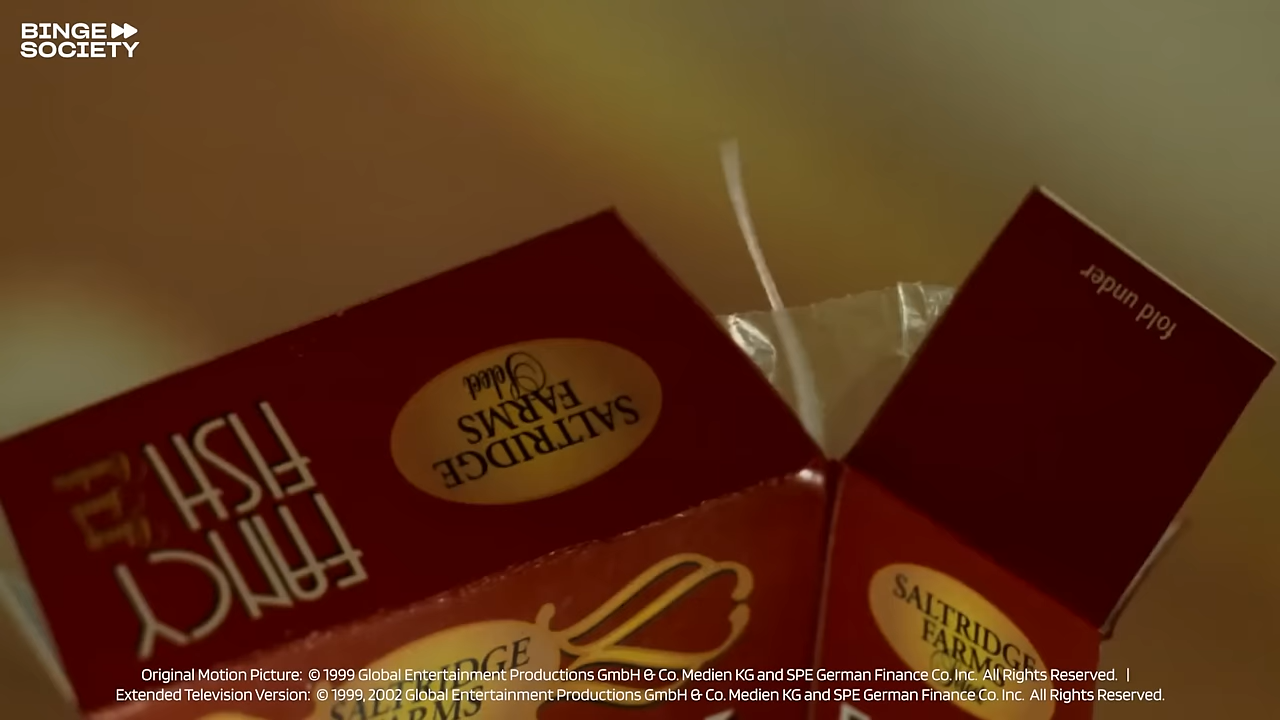 BINGE
SOCIETY
fold under
SALTRIDGE
FARMS
Select
FANCY
FISH
SALTRIDGE
FARMS
SALTRIDGE
FARMS
Original Motion Picture: © 1999 Global Entertainment Productions GmbH & Co. Medien KG and SPE German Finance Co. Inc. All Rights Reserved. |
Extended Television Version: © 1999, 2002 Global Entertainment Productions GmbH & Co. Medien KG and SPE German Finance Co. Inc. All Rights Reserved.